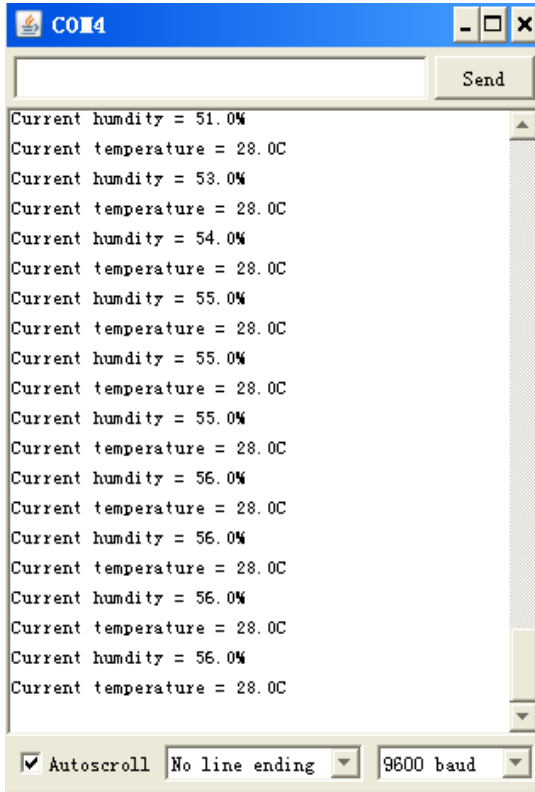 COM4
Send
Current humdity = 51.0%
Current temperature = 28.0C
Current humdity = 53.0%
Current temperature = 28.0C
Current humdity = 54.0%
Current temperature = 28.0C
Current humdity = 55.0%
Current temperature = 28.0C
Current humdity = 55.0%
Current temperature = 28.0C
Current humdity = 55.0%
Current temperature = 28.0C
Current humdity = 56.0%
Current temperature = 28.0C
Current humdity = 56.0%
Current temperature = 28.0C
Current humdity = 56.0%
Current temperature = 28.0C
Current humdity = 56.0%
Current temperature = 28.0C
Autoscroll No line ending 9600 baud